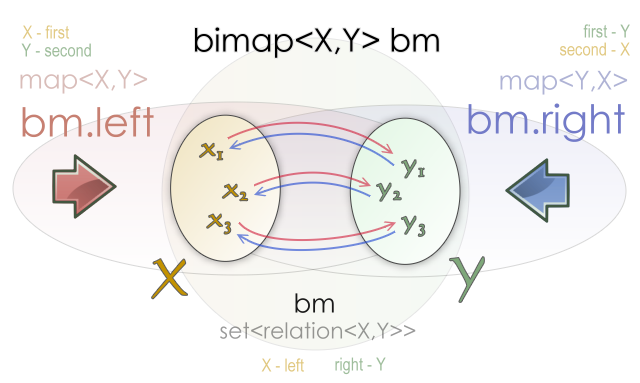 bimap<X,Y> bm
X - first
Y - second
first - Y
second - X
map<X,Y>
map<Y,X>
bm.left
bm.right
x1
y1
x2
y2
x3
y3
X
Y
bm
set<relation<X,Y>>
X - left
right - Y